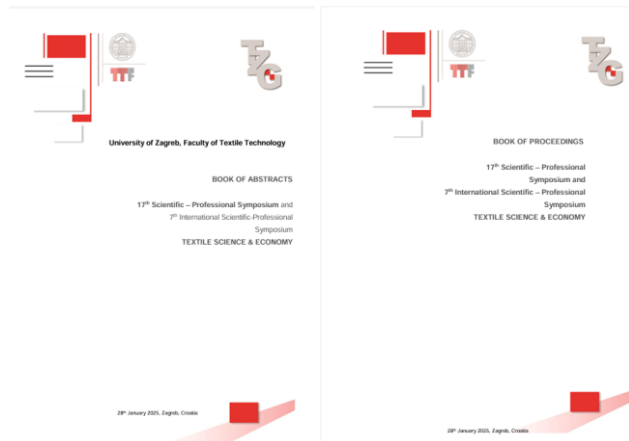 TTF
TZG
University of Zagreb, Faculty of Textile Technology
BOOK OF ABSTRACTS
17th Scientific – Professional Symposium and
7th International Scientific-Professional
Symposium
TEXTILE SCIENCE & ECONOMY
28th January 2025, Zagreb, Croatia
TTF
TZG
BOOK OF PROCEEDINGS
17th Scientific – Professional
Symposium and
7th International Scientific – Professional
Symposium
TEXTILE SCIENCE & ECONOMY
28th January 2025, Zagreb, Croatia